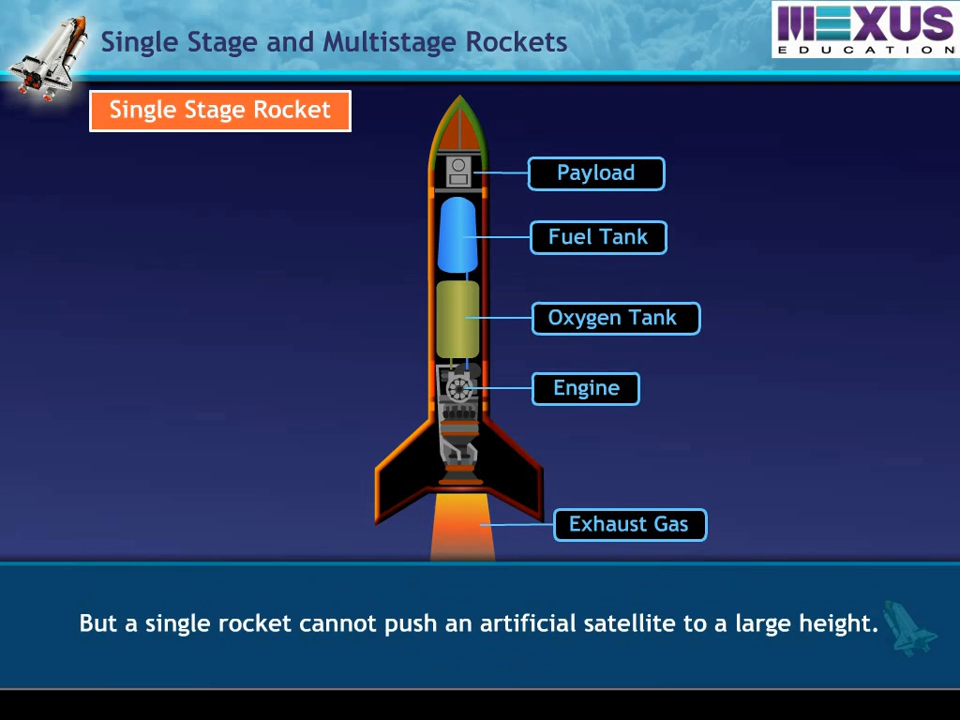 Single Stage and Multistage Rockets
MEXUS
EDUCATION
Single Stage Rocket
Payload
Fuel Tank
Oxygen Tank
Engine
Exhaust Gas
But a single rocket cannot push an artificial satellite to a large height.